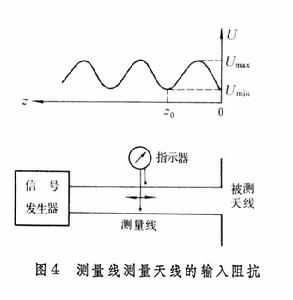 U
Umax
Umin
z
z₀
0
指示器
信号
发生器
被测
天线
测量线
图4 测量线测量天线的输入阻抗